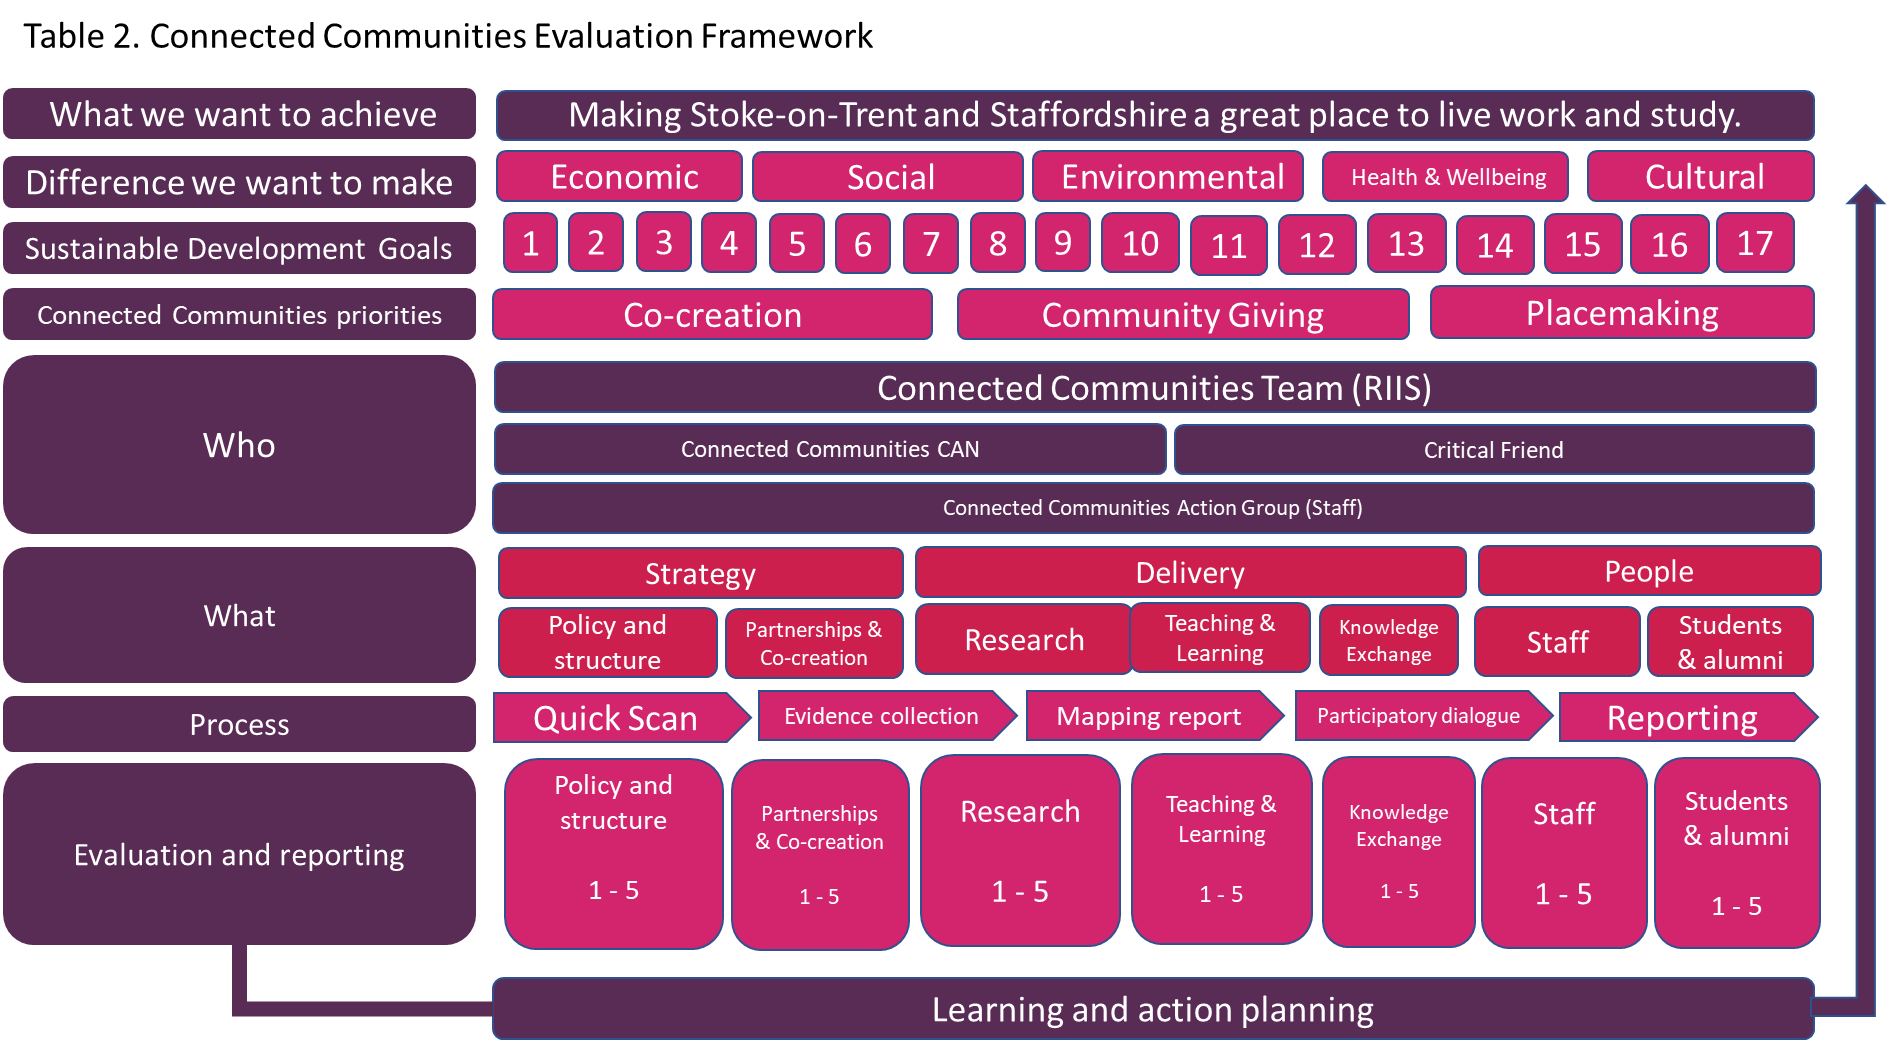 Table 2. Connected Communities Evaluation Framework
What we want to achieve
Making Stoke-on-Trent and Staffordshire a great place to live work and study.
Difference we want to make
Economic
Social
Environmental
Health & Wellbeing
Cultural
Sustainable Development Goals
1
2
3
4
5
6
7
8
9
10
11
12
13
14
15
16
17
Connected Communities priorities
Co-creation
Community Giving
Placemaking
Who
Connected Communities Team (RIIS)
Connected Communities CAN
Critical Friend
Connected Communities Action Group (Staff)
What
Strategy
Delivery
People
Policy and
structure
Partnerships &
Co-creation
Research
Teaching &
Learning
Knowledge
Exchange
Staff
Students
& alumni
Process
Quick Scan
Evidence collection
Mapping report
Participatory dialogue
Reporting
Evaluation and reporting
Policy and
structure
1 - 5
Partnerships
& Co-creation
1 - 5
Research
1 - 5
Teaching &
Learning
1 - 5
Knowledge
Exchange
1 - 5
Staff
1 - 5
Students
& alumni
1 - 5
Learning and action planning